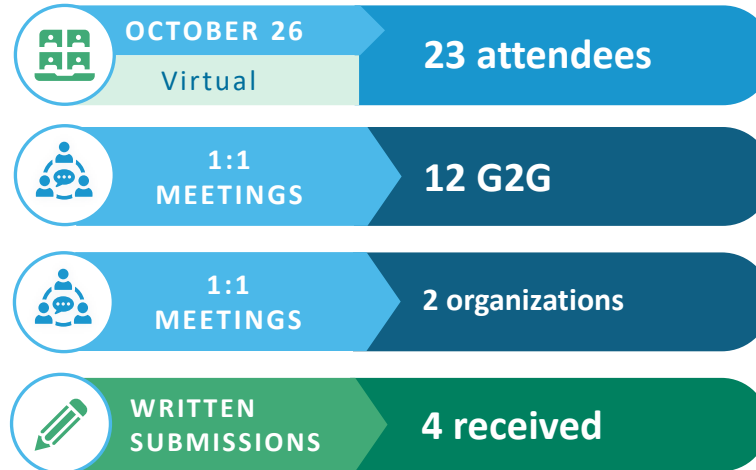 OCTOBER 26
Virtual
23 attendees
1:1
MEETINGS
12 G2G
1:1
MEETINGS
2 organizations
WRITTEN
SUBMISSIONS
4 received